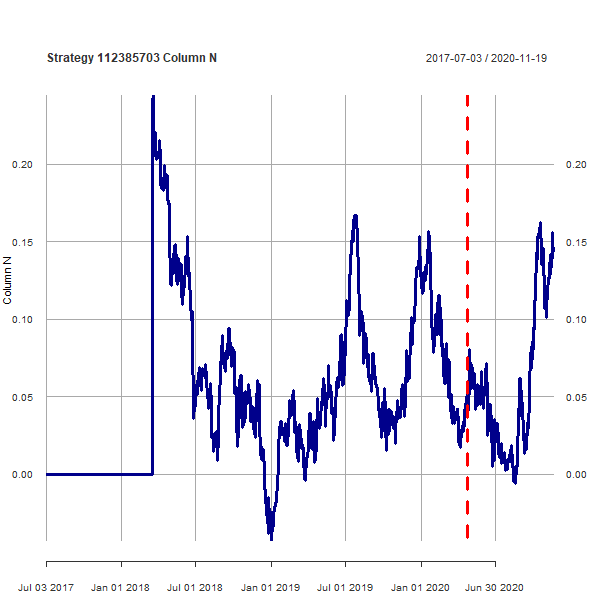 Strategy 112385703 Column N
2017-07-03 / 2020-11-19
0.20
0.20
0.15
0.15
Column N
0.10
0.10
0.05
0.05
0.00
0.00
Jul 03 2017
Jan 01 2018
Jul 01 2018
Jan 01 2019
Jul 01 2019
Jan 01 2020
Jun 30 2020